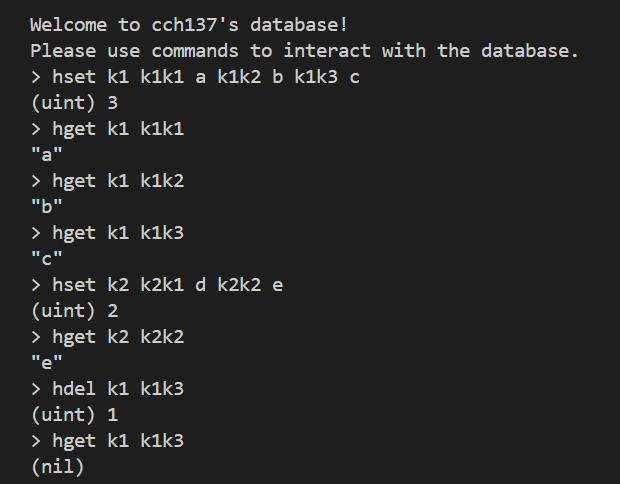 Welcome to cch137's database!
Please use commands to interact with the database.
> hset k1 k1k1 a k1k2 b k1k3 c
(uint) 3
> hget k1 k1k1
"a"
> hget k1 k1k2
"b"
> hget k1 k1k3
"c"
> hset k2 k2k1 d k2k2 e
(uint) 2
> hget k2 k2k2
"e"
> hdel k1 k1k3
(uint) 1
> hget k1 k1k3
(nil)